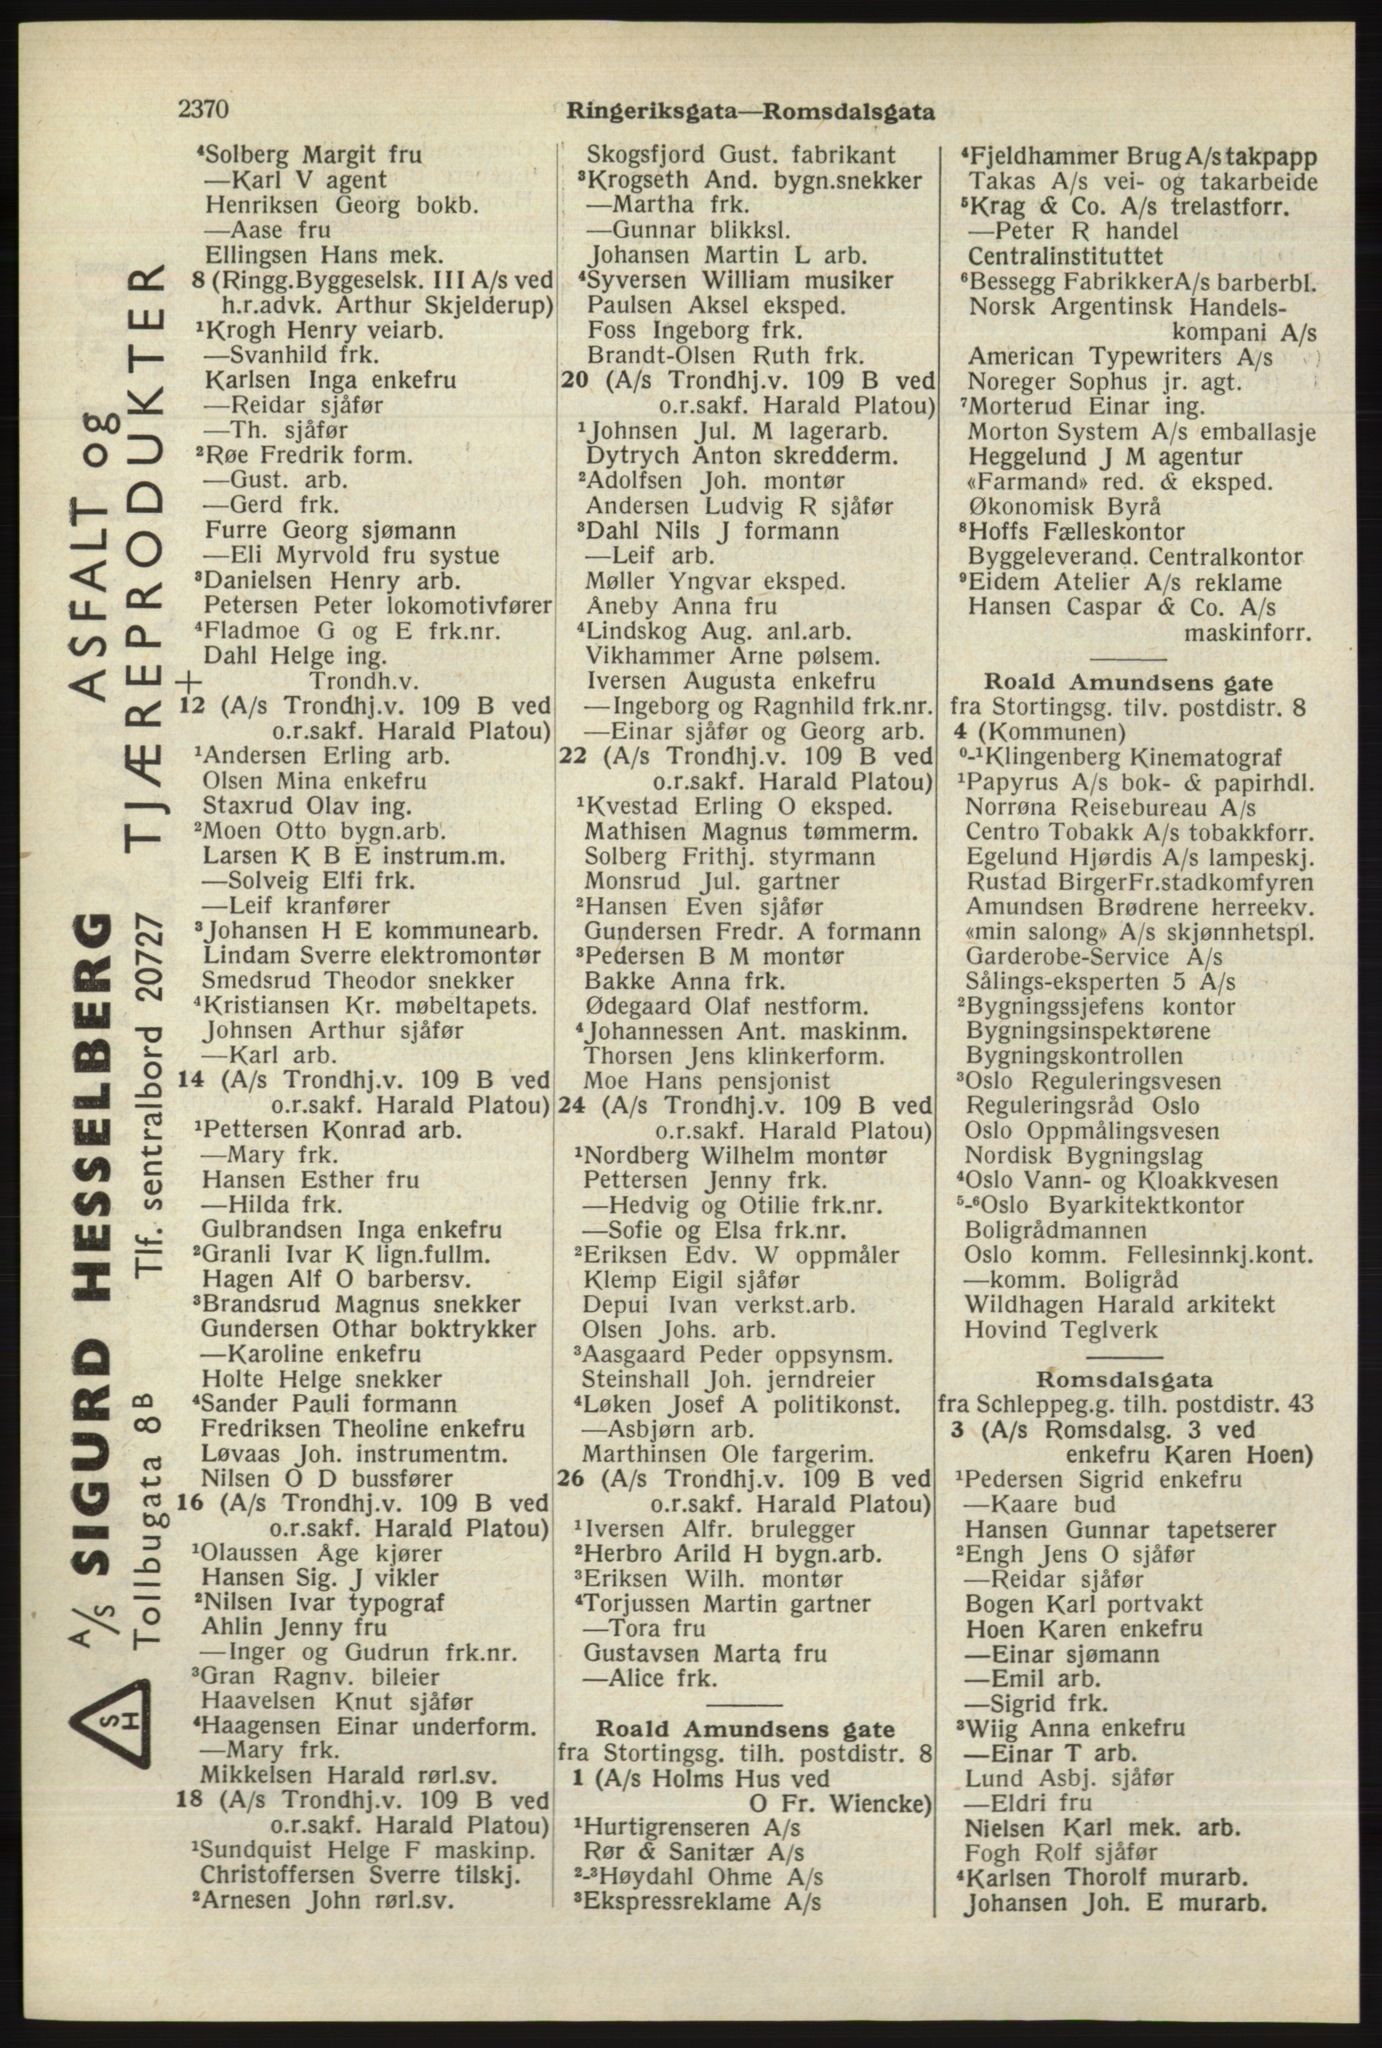 2370
Ringeriksgata—Romsdalsgata
⁴Solberg Margit fru
—Karl V agent
Henriksen Georg bokb.
—Aase fru
Ellingsen Hans mek.
8 (Ringg.Byggeselsk. III A/s ved
h.r.advk. Arthur Skjelderup)
¹Krogh Henry veiarb.
—Svanhild frk.
Karlsen Inga enkefru
—Reidar sjåfør
—Th. sjåfør
²Røe Fredrik form.
—Gust. arb.
—Gerd frk.
Furre Georg sjømann
—Eli Myrvold fru systue
³Danielsen Henry arb.
Petersen Peter lokomotivfører
⁴Fladmoe G og E frk.nr.
Dahl Helge ing.
+ Trondh.v.
12 (A/s Trondhj.v. 109 B ved
o.r.sakf. Harald Platou)
¹Andersen Erling arb.
Olsen Mina enkefru
Staxrud Olav ing.
²Moen Otto bygn.arb.
Larsen K B E instrum.m.
—Solveig Elfi frk.
—Leif kranfører
³Johansen H E kommunearb.
Lindam Sverre elektromontør
Smedsrud Theodor snekker
⁴Kristiansen Kr. møbeltapets.
Johnsen Arthur sjåfør
—Karl arb.
14 (A/s Trondhj.v. 109 B ved
o.r.sakf. Harald Platou)
¹Pettersen Konrad arb.
—Mary frk.
Hansen Esther fru
—Hilda frk.
Gulbrandsen Inga enkefru
²Granli Ivar K lign.fullm.
Hagen Alf O barbersv.
³Brandsrud Magnus snekker
Gundersen Othar boktrykker
—Karoline enkefru
Holte Helge snekker
⁴Sander Pauli formann
Fredriksen Theoline enkefru
Løvaas Joh. instrumentm.
Nilsen O D bussfører
16 (A/s Trondhj.v. 109 B ved
o.r.sakf. Harald Platou)
¹Olaussen Åge kjører
Hansen Sig. J vikler
²Nilsen Ivar typograf
Ahlin Jenny fru
—Inger og Gudrun frk.nr.
³Gran Ragnv. bileier
Haavelsen Knut sjåfør
⁴Haagensen Einar underform.
—Mary frk.
Mikkelsen Harald rørl.sv.
18 (A/s Trondhj.v. 109 B ved
o.r.sakf. Harald Platou)
¹Sundquist Helge F maskinp.
Christoffersen Sverre tilskj.
²Arnesen John rørl.sv.
Skogsfjord Gust. fabrikant
³Krogseth And. bygn.snekker
—Martha frk.
—Gunnar blikksl.
Johansen Martin L arb.
⁴Syversen William musiker
Paulsen Aksel eksped.
Foss Ingeborg frk.
Brandt-Olsen Ruth frk.
20 (A/s Trondhj.v. 109 B ved
o.r.sakf. Harald Platou)
¹Johnsen Jul. M lagerarb.
Dytrych Anton skredderm.
²Adolfsen Joh. montør
Andersen Ludvig R sjåfør
³Dahl Nils J formann
—Leif arb.
Møller Yngvar eksped.
Åneby Anna fru
⁴Lindskog Aug. anl.arb.
Vikhammer Arne pølsem.
Iversen Augusta enkefru
—Ingeborg og Ragnhild frk.nr.
—Einar sjåfør og Georg arb.
22 (A/s Trondhj.v. 109 B ved
o.r.sakf. Harald Platou)
¹Kvestad Erling O eksped.
Mathisen Magnus tømmerm.
Solberg Frithj. styrmann
Monsrud Jul. gartner
²Hansen Even sjåfør
Gundersen Fredr. A formann
³Pedersen B M montør
Bakke Anna frk.
Ødegaard Olaf nestform.
⁴Johannessen Ant. maskinm.
Thorsen Jens klinkerform.
Moe Hans pensjonist
24 (A/s Trondhj.v. 109 B ved
o.r.sakf. Harald Platou)
¹Nordberg Wilhelm montør
Pettersen Jenny frk.
—Hedvig og Otilie frk.nr.
—Sofie og Elsa frk.nr.
²Eriksen Edv. W oppmåler
Klemp Eigil sjåfør
Depui Ivan verkst.arb.
Olsen Johs. arb.
³Aasgaard Peder oppsynsm.
Steinshall Joh. jerndreier
⁴Løken Josef A politikonst.
—Asbjørn arb.
Marthinsen Ole fargerim.
26 (A/s Trondhj.v. 109 B ved
o.r.sakf. Harald Platou)
¹Iversen Alfr. brulegger
²Herbro Arild H bygn.arb.
³Eriksen Wilh. montør
⁴Torjussen Martin gartner
—Tora fru
Gustavsen Marta fru
—Alice frk.
Roald Amundsens gate
fra Stortingsg. tilh. postdistr. 8
1 (A/s Holms Hus ved
O Fr. Wiencke)
¹Hurtigrenseren A/s
Rør & Sanitær A/s
²-³Høydahl Ohme A/s
³Ekspressreklame A/s
⁴Fjeldhammer Brug A/s takpapp
Takas A/s vei- og takarbeide
⁵Krag & Co. A/s trelastforr.
—Peter R handel
Centralinstituttet
⁶Bessegg Fabrikker A/s barberbl.
Norsk Argentinsk Handels-
kompani A/s
American Typewriters A/s
Noreger Sophus jr. agt.
⁷Morterud Einar ing.
Morton System A/s emballasje
Heggelund J M agentur
«Farmand» red. & eksped.
Økonomisk Byrå
⁸Hoffs Fælleskontor
Byggeleverand. Centralkontor
⁹Eidem Atelier A/s reklame
Hansen Caspar & Co. A/s
maskinforr.
Roald Amundsens gate
fra Stortingsg. tilv. postdistr. 8
4 (Kommunen)
⁰-¹Klingenberg Kinematograf
¹Papyrus A/s bok- & papirhdl.
Norrøna Reisebureau A/s
Centro Tobakk A/s tobakkforr.
Egelund Hjørdis A/s lampeskj.
Rustad Birger Fr. stadkomfyren
Amundsen Brødrene herreekv.
«min salong» A/s skjønnhetspl.
Garderobe-Service A/s
Sålings-eksperten 5 A/s
²Bygningssjefens kontor
Bygningsinspektørene
Bygningskontrollen
³Oslo Reguleringsvesen
Reguleringsråd Oslo
Oslo Oppmålingsvesen
Nordisk Bygningslag
⁴Oslo Vann- og Kloakkvesen
⁵-⁶Oslo Byarkitektkontor
Boligrådmannen
Oslo komm. Fellesinnkj.kont.
—komm. Boligråd
Wildhagen Harald arkitekt
Hovind Teglverk
Romsdalsgata
fra Schleppeg.g. tilh. postdistr. 43
3 (A/s Romsdalsg. 3 ved
enkefru Karen Hoen)
¹Pedersen Sigrid enkefru
—Kaare bud
Hansen Gunnar tapetserer
²Engh Jens O sjåfør
—Reidar sjåfør
Bogen Karl portvakt
Hoen Karen enkefru
—Einar sjømann
—Emil arb.
—Sigrid frk.
³Wiig Anna enkefru
—Einar T arb.
Lund Asbj. sjåfør
—Eldri fru
Nielsen Karl mek. arb.
Fogh Rolf sjåfør
⁴Karlsen Thorolf murarb.
Johansen Joh. E murarb.
SH
A/S SIGURD HESSELBERG
Tollbugata 8B Tlf. sentralbord 20727
ASFALT og
TJÆREPRODUKTER